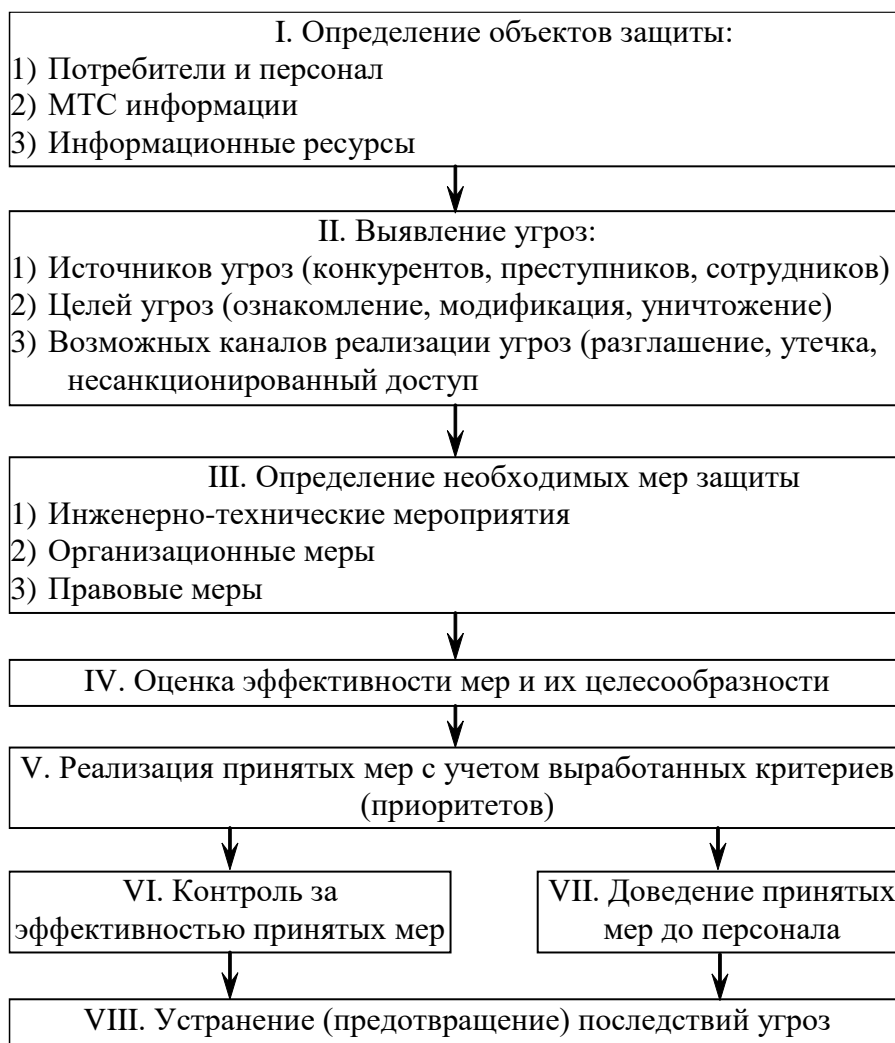 I. Определение объектов защиты:
1) Потребители и персонал
2) МТС информации
3) Информационные ресурсы
II. Выявление угроз:
1) Источников угроз (конкурентов, преступников, сотрудников)
2) Целей угроз (ознакомление, модификация, уничтожение)
3) Возможных каналов реализации угроз (разглашение, утечка,
несанкционированный доступ
III. Определение необходимых мер защиты
1) Инженерно-технические мероприятия
2) Организационные меры
3) Правовые меры
IV. Оценка эффективности мер и их целесообразности
V. Реализация принятых мер с учетом выработанных критериев
(приоритетов)
VI. Контроль за
эффективностью принятых мер
VII. Доведение принятых
мер до персонала
VIII. Устранение (предотвращение) последствий угроз